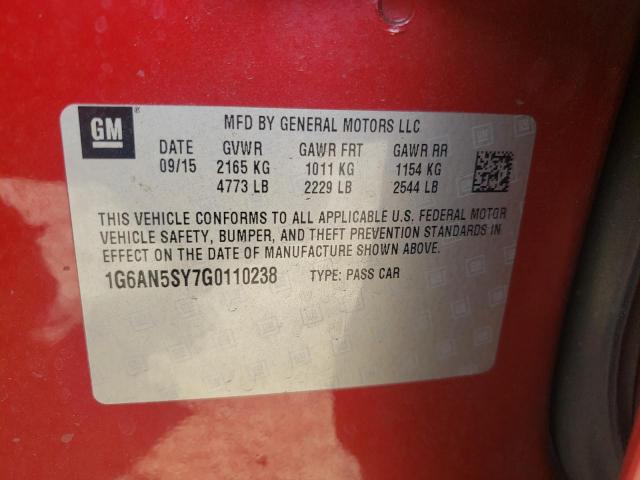 GM ®
MFD BY GENERAL MOTORS LLC
DATE GVWR GAWR FRT GAWR RR
09/15 2165 KG 1011 KG 1154 KG
4773 LB 2229 LB 2544 LB
THIS VEHICLE CONFORMS TO ALL APPLICABLE U.S. FEDERAL MOTOR
VEHICLE SAFETY, BUMPER, AND THEFT PREVENTION STANDARDS IN
EFFECT ON THE DATE OF MANUFACTURE SHOWN ABOVE.
1G6AN5SY7G0110238 TYPE: PASS CAR